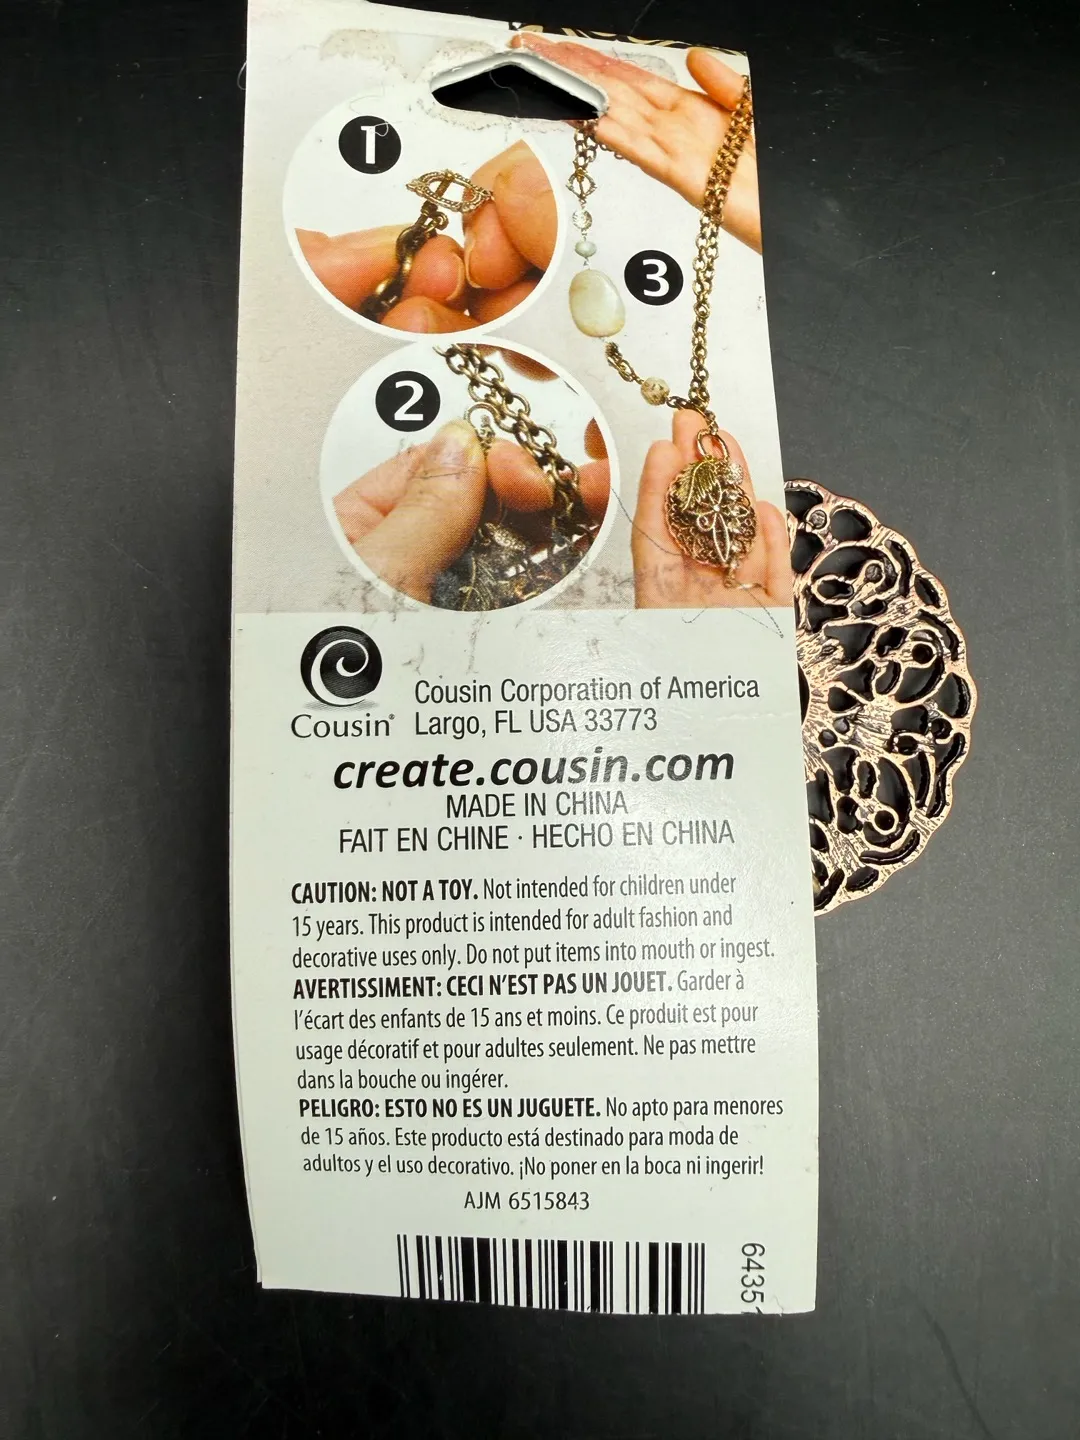 1
2
3
Cousin®
Cousin Corporation of America
Largo, FL USA 33773
create.cousin.com
MADE IN CHINA
FAIT EN CHINE · HECHO EN CHINA
CAUTION: NOT A TOY. Not intended for children under
15 years. This product is intended for adult fashion and
decorative uses only. Do not put items into mouth or ingest.
AVERTISSIMENT: CECI N'EST PAS UN JOUET. Garder à
l'écart des enfants de 15 ans et moins. Ce produit est pour
usage décoratif et pour adultes seulement. Ne pas mettre
dans la bouche ou ingérer.
PELIGRO: ESTO NO ES UN JUGUETE. No apto para menores
de 15 años. Este producto está destinado para moda de
adultos y el uso decorativo. ¡No poner en la boca ni ingerir!
AJM 6515843